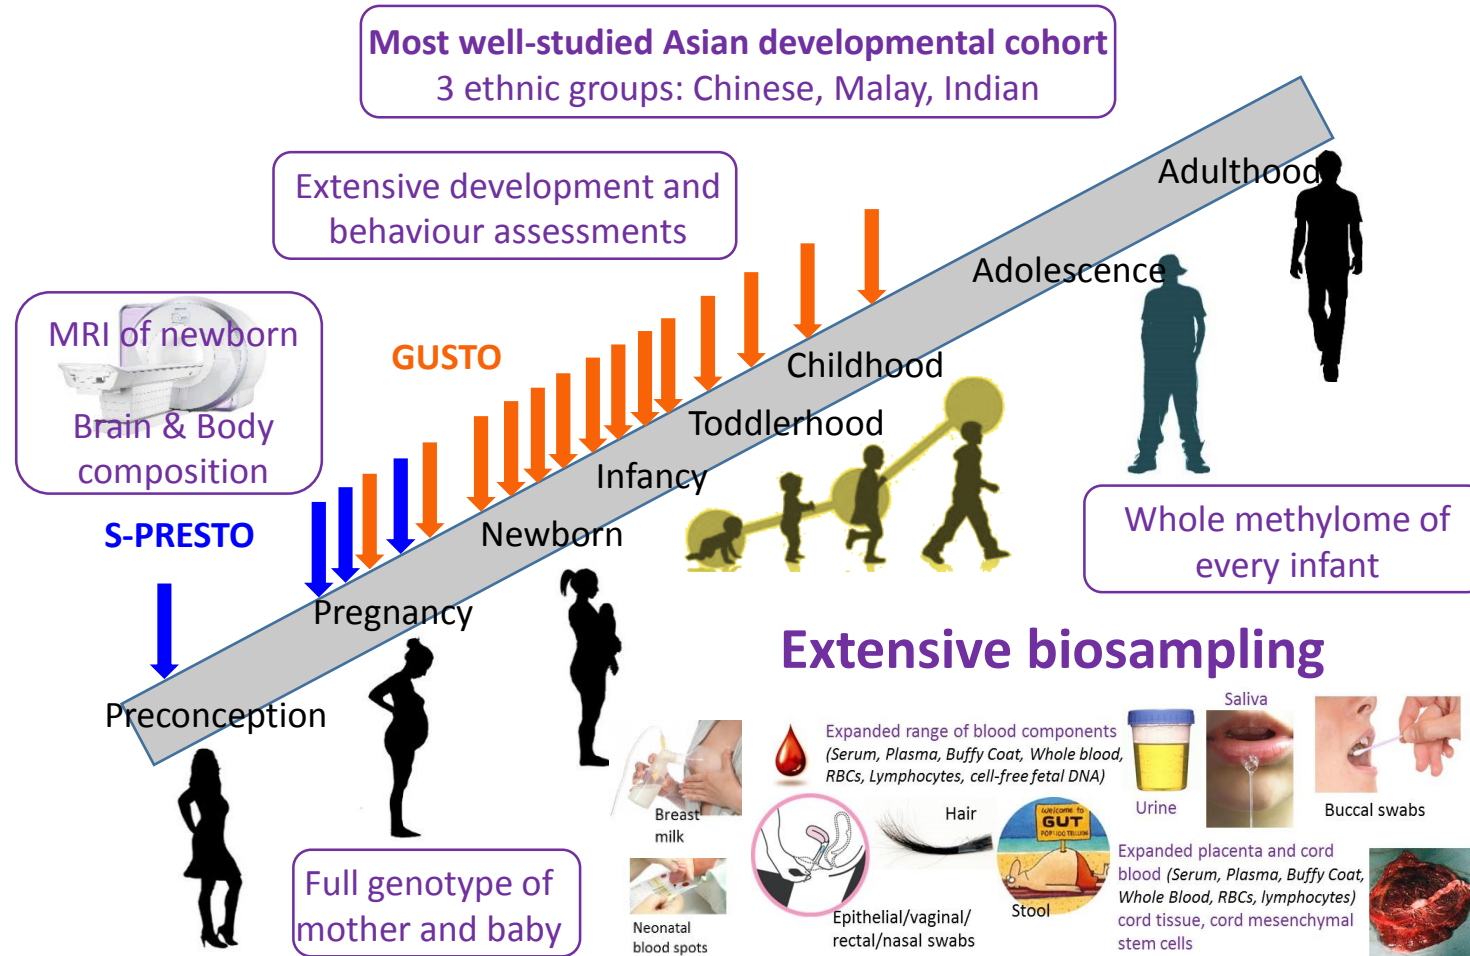 Most well-studied Asian developmental cohort
3 ethnic groups: Chinese, Malay, Indian
Extensive development and
behaviour assessments
MRI of newborn
Brain & Body
composition
GUSTO
S-PRESTO
Adulthood
Adolescence
Childhood
Toddlerhood
Infancy
Newborn
Pregnancy
Preconception
Whole methylome of
every infant
Full genotype of
mother and baby
Extensive biosampling
Breast
milk
Neonatal
blood spots
Expanded range of blood components
(Serum, Plasma, Buffy Coat, Whole blood,
RBCs, Lymphocytes, cell-free fetal DNA)
Hair
Epithelial/vaginal/
rectal/nasal swabs
Welcome to
GUT
Stool
Urine
Saliva
Buccal swabs
Expanded placenta and cord
blood (Serum, Plasma, Buffy Coat,
Whole Blood, RBCs, lymphocytes)
cord tissue, cord mesenchymal
stem cells